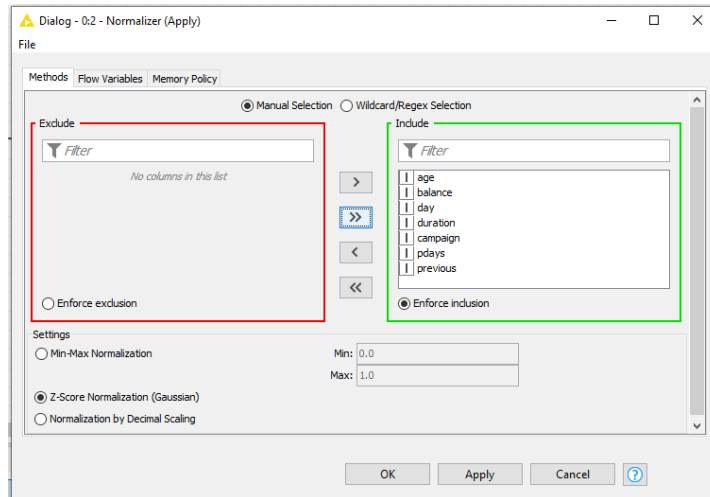 Dialog - 0:2 - Normalizer (Apply)
File
Methods Flow Variables Memory Policy
Manual Selection Wildcard/Regex Selection
Exclude
Filter
No columns in this list
Enforce exclusion
>
>>
<
<<
Include
Filter
I age
I balance
I day
I duration
I campaign
I pdays
I previous
Enforce inclusion
Settings
Min-Max Normalization Min: 0.0
Max: 1.0
Z-Score Normalization (Gaussian)
Normalization by Decimal Scaling
OK Apply Cancel ?